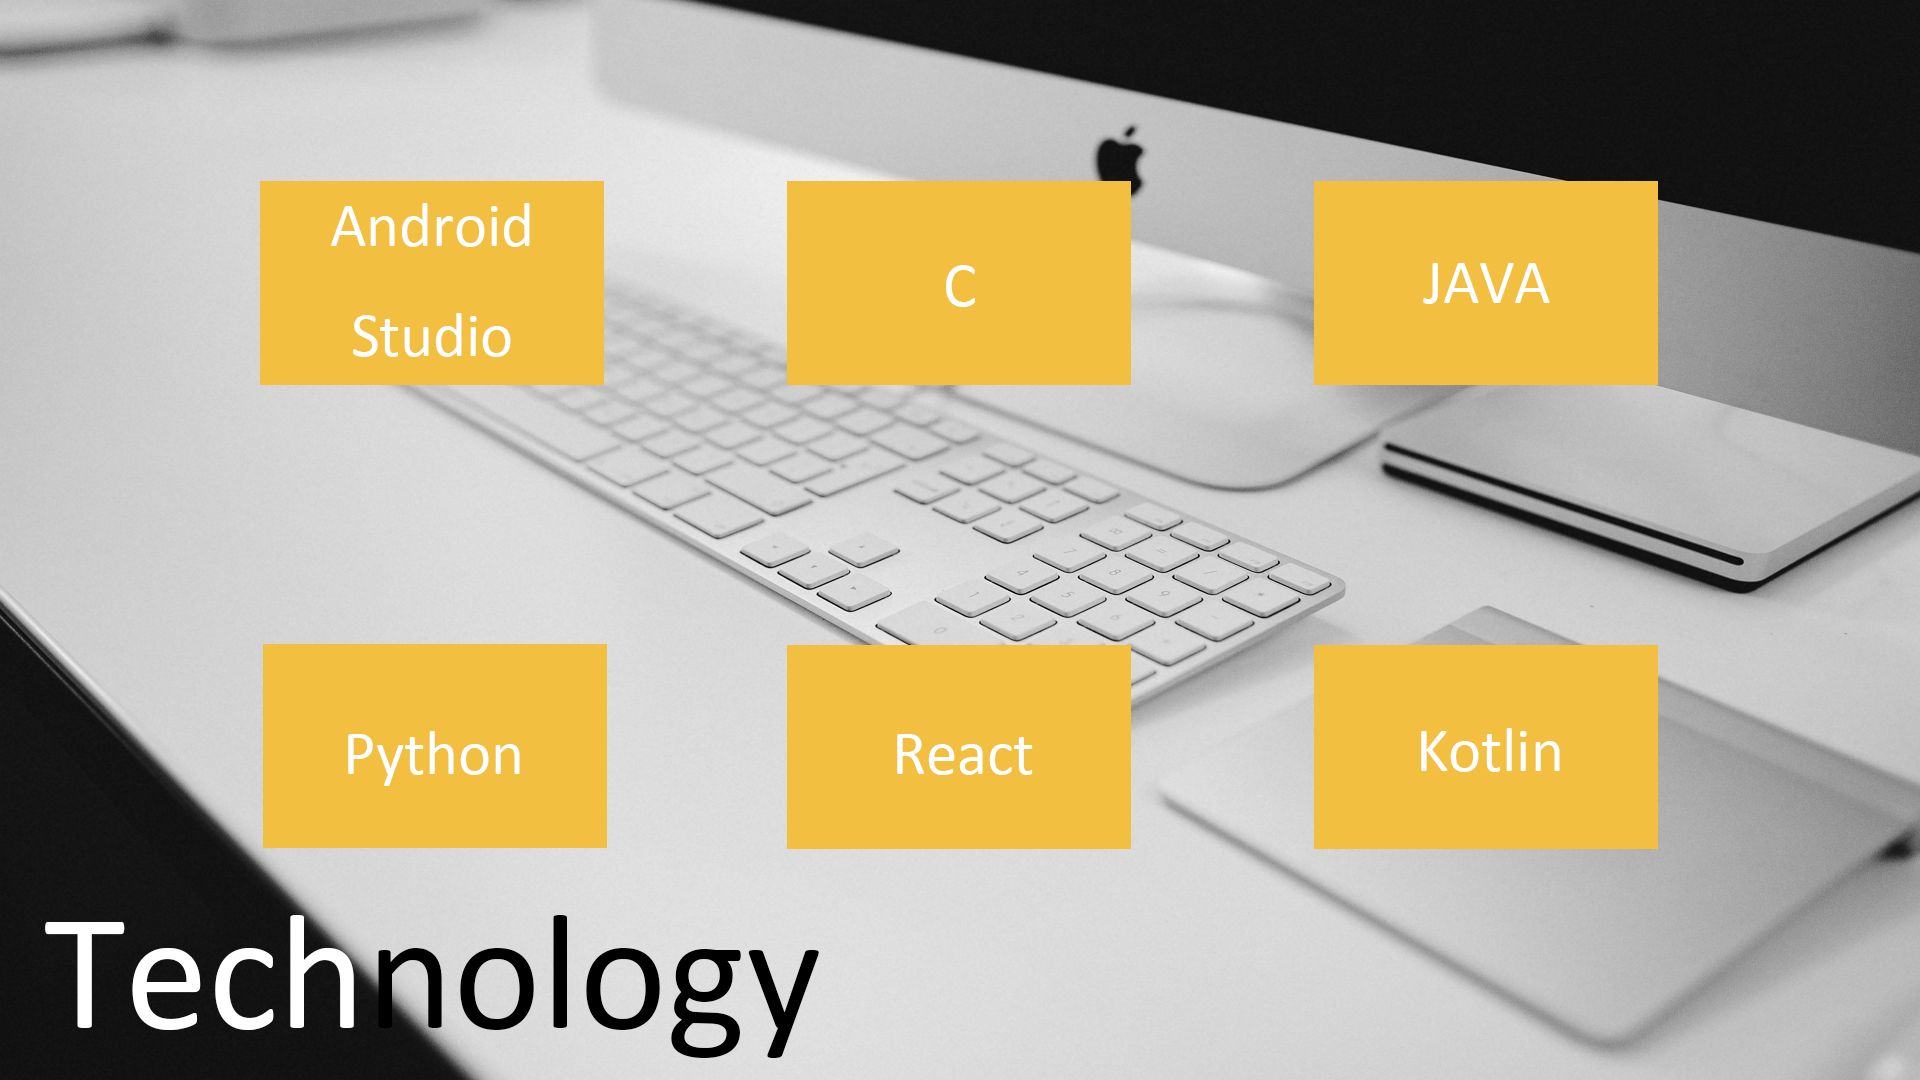 Android
Studio
C
JAVA
Python
React
Kotlin
Technology